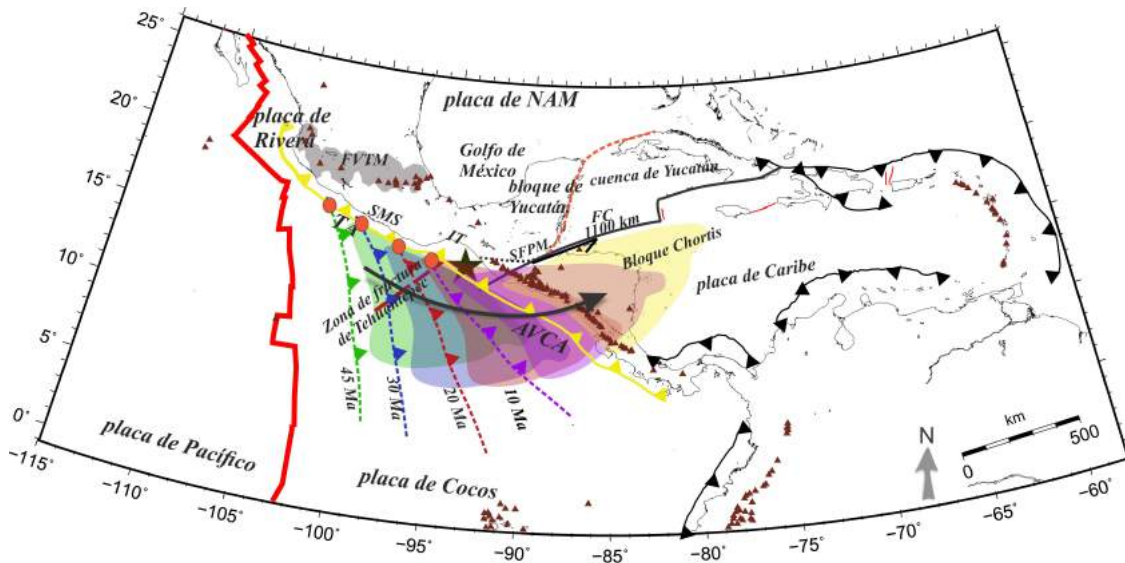 25°
20°
15°
10°
5°
0°
placa de NAM
placa de
Rivera
FVTM
Golfo de
México
bloque de
Yucatán
cuenca de Yucatán
SMS
TA
IT
FC
1100 km
SFPM
Bloque Chortis
placa de Caribe
Zona de fractura
de Tehuantepec
AVCA
45 Ma
30 Ma
20 Ma
10 Ma
placa de Pacífico
placa de Cocos
N
km
0
500
−115°
−110°
−105°
−100°
−95°
−90°
−85°
−80°
−75°
−70°
−65°
−60°